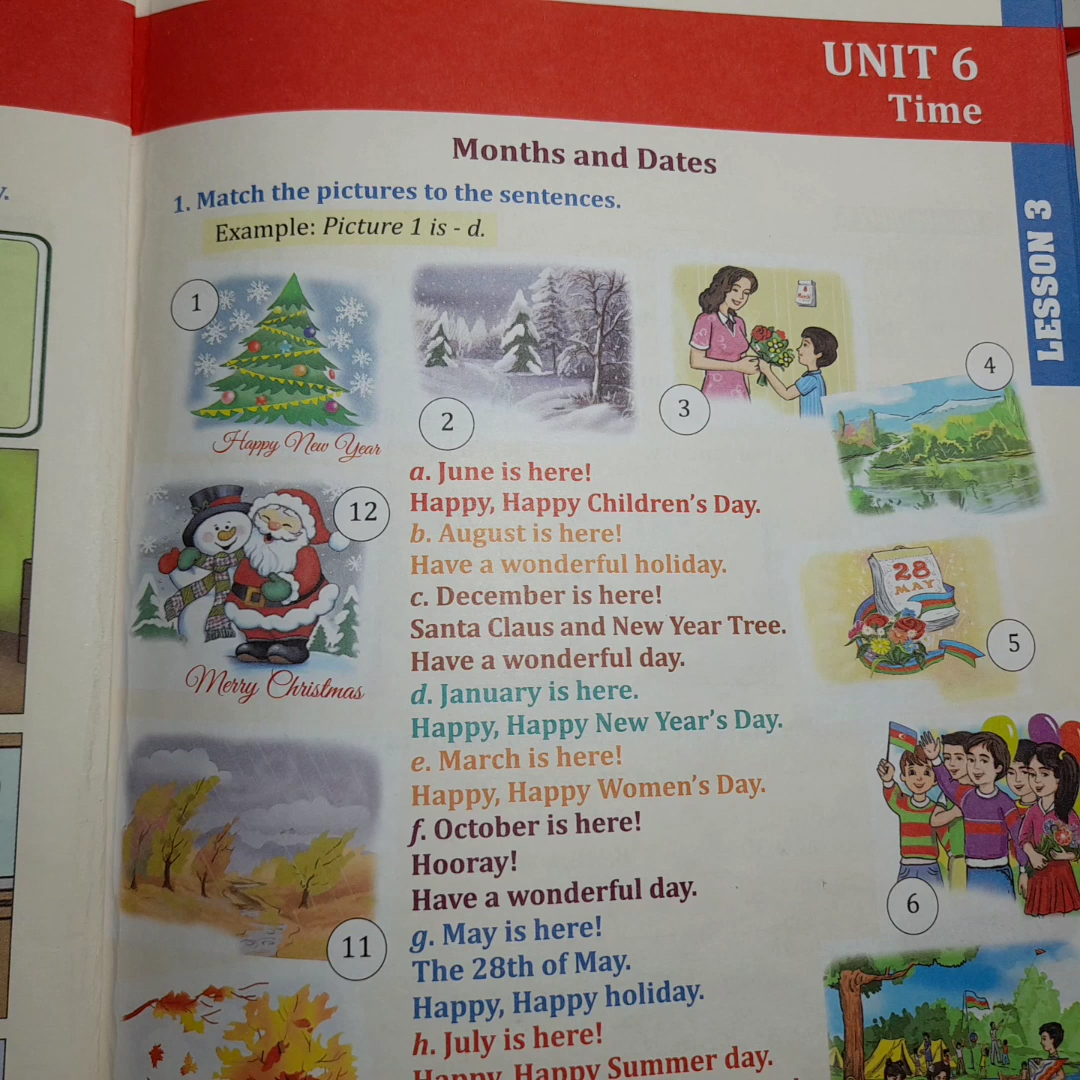 UNIT 6
Time
LESSON 3
Months and Dates
1. Match the pictures to the sentences.
Example: Picture 1 is - d.
1
2
3
4
Happy New Year
12
Merry Christmas
28
MAY
5
6
11
a. June is here!
Happy, Happy Children's Day.
b. August is here!
Have a wonderful holiday.
c. December is here!
Santa Claus and New Year Tree.
Have a wonderful day.
d. January is here.
Happy, Happy New Year's Day.
e. March is here!
Happy, Happy Women's Day.
f. October is here!
Hooray!
Have a wonderful day.
g. May is here!
The 28th of May.
Happy, Happy holiday.
h. July is here!
Happy, Happy Summer day.